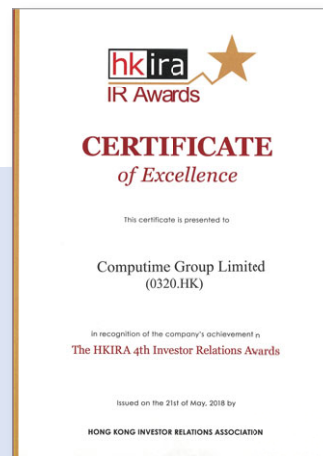 hkira
IR Awards
CERTIFICATE
of Excellence
This certificate is presented to
Computime Group Limited
(0320.HK)
in recognition of the company's achievement n
The HKIRA 4th Investor Relations Awards
Issued on the 21st of May, 2018 by
HONG KONG INVESTOR RELATIONS ASSOCIATION